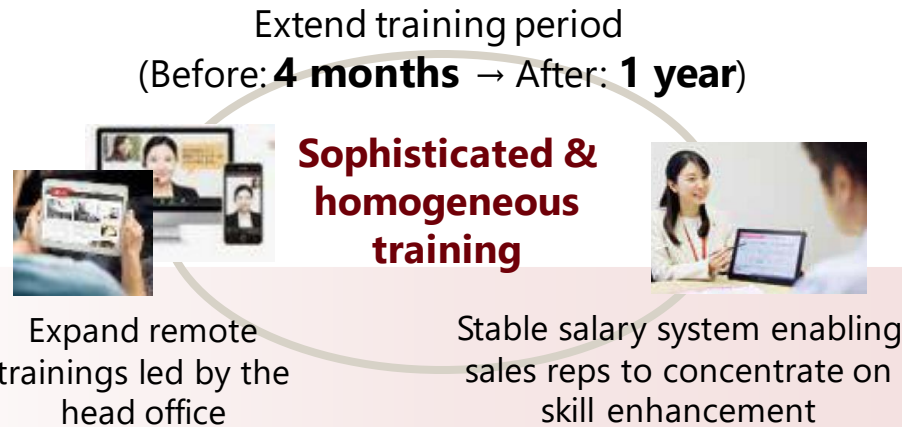 Extend training period
(Before: 4 months → After: 1 year)
Sophisticated &
homogeneous
training
Expand remote
trainings led by the
head office
Stable salary system enabling
sales reps to concentrate on
skill enhancement